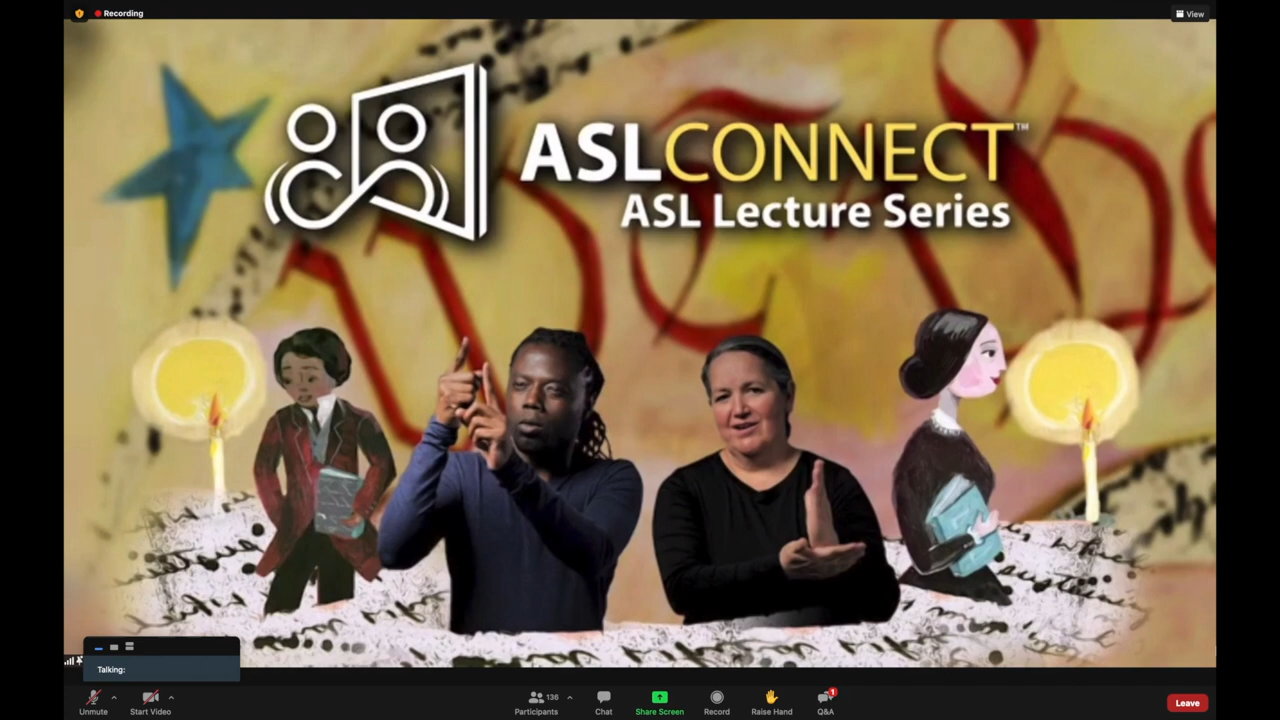 Recording
View
ASLCONNECT™
ASL Lecture Series
Talking:
Unmute
Start Video
136
Participants
Chat
Share Screen
Record
Raise Hand
1
Q&A
Leave